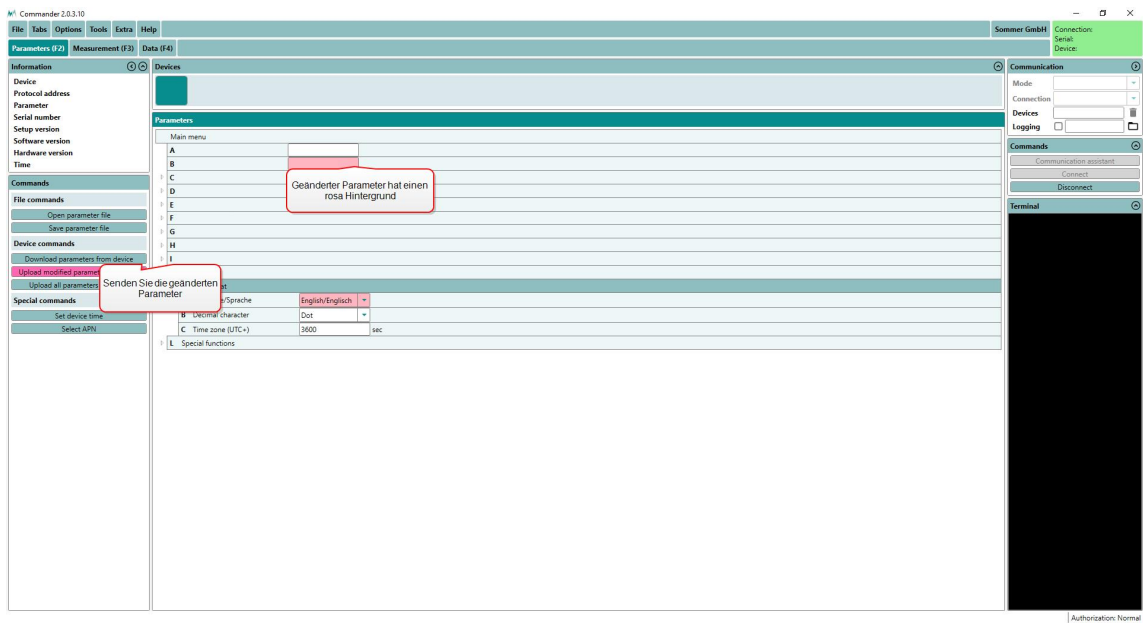 Commander 2.0.3.10
File Tabs Options Tools Extra Help
Sommer GmbH
Connection:
Serial:
Device:
Parameters (F2) Measurement (F3) Data (F4)
Information
Device
Protocol address
Parameter
Serial number
Setup version
Software version
Hardware version
Time
Commands
File commands
Open parameter file
Save parameter file
Device commands
Download parameters from device
Upload modified
Upload all parameters
Special commands
Set device time
Select APN
Senden Sie die geänderten
Parameter
Devices
Parameters
Main menu
A
B
C
D
E
F
G
H
I
Geänderter Parameter hat einen
rosa Hintergrund
/Sprache English/Englisch
B Decimal character Dot
C Time zone (UTC+) 3600 sec
L Special functions
Communication
Mode
Connection
Devices
Logging
Commands
Communication assistant
Connect
Disconnect
Terminal
Authorization: Normal